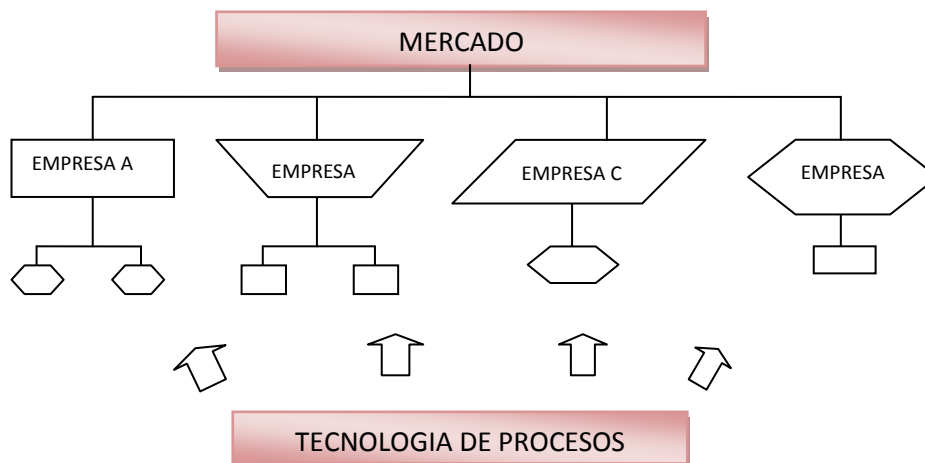 MERCADO
EMPRESA A
EMPRESA
EMPRESA C
EMPRESA
TECNOLOGIA DE PROCESOS